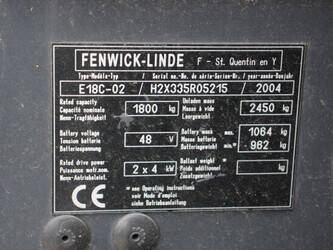 FENWICK-LINDE F - St. Quentin en Y
Type-Modèle-Typ / Serial no.-No. de série-Serien-Nr. / year-année-Baujahr
E18C-02 / H2X335R05215 / 2004
Rated capacity
Capacité nominale 1800 kg
Nenn-Tragfähigkeit
Unladen mass
Masse à vide 2450 kg
Leergewicht
Battery voltage
Tension batterie 48 V
Batteriespannung
Battery mass max 1064 kg
Masse batterie
Batteriegewicht min 862 kg
Rated drive power
Puissance motr.nom. 2 x 4 kW
Nenn-Antriebsleist.
Ballast weight
Poids additionnel kg
Zusatzgewicht
CE
see Operating instructions
voir Mode d'emploi
siehe Betriebsanleitung